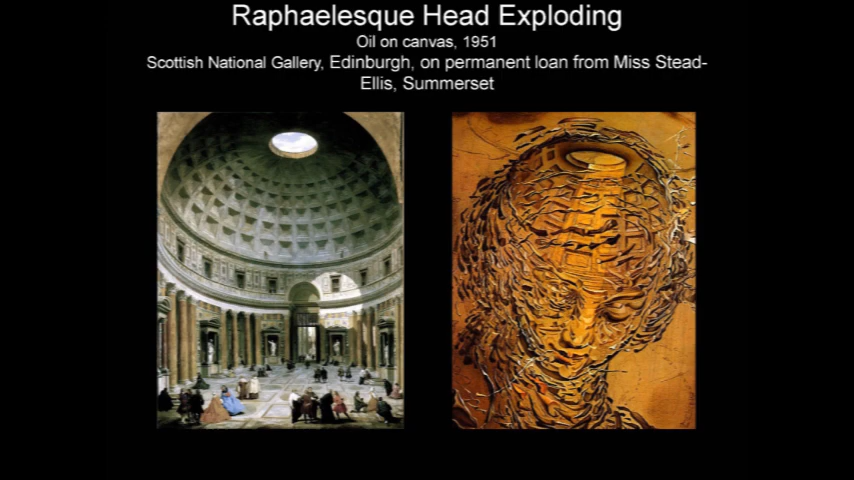 Raphaelesque Head Exploding
Oil on canvas, 1951
Scottish National Gallery, Edinburgh, on permanent loan from Miss Stead-
Ellis, Summerset